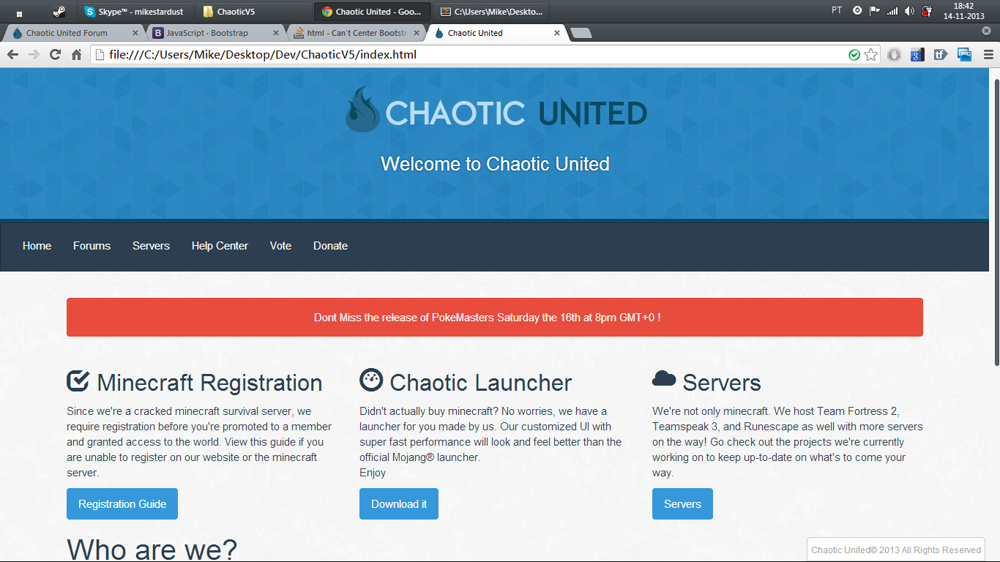 Skype™ - mikestardust
ChaoticV5
Chaotic United - Goo...
C:\Users\Mike\Deskto...
PT
18:42
14-11-2013
Chaotic United Forum
JavaScript · Bootstrap
html - Can't Center Bootstr
Chaotic United
file:///C:/Users/Mike/Desktop/Dev/ChaoticV5/index.html
CHAOTIC UNITED
Welcome to Chaotic United
Home Forums Servers Help Center Vote Donate
Dont Miss the release of PokeMasters Saturday the 16th at 8pm GMT+0 !
Minecraft Registration
Since we're a cracked minecraft survival server, we
require registration before you're promoted to a member
and granted access to the world. View this guide if you
are unable to register on our website or the minecraft
server.
Registration Guide
Chaotic Launcher
Didn't actually buy minecraft? No worries, we have a
launcher for you made by us. Our customized UI with
super fast performance will look and feel better than the
official Mojang® launcher.
Enjoy
Download it
Servers
We're not only minecraft. We host Team Fortress 2,
Teamspeak 3, and Runescape as well with more servers
on the way! Go check out the projects we're currently
working on to keep up-to-date on what's to come your
way.
Servers
Who are we?
Chaotic United© 2013 All Rights Reserved